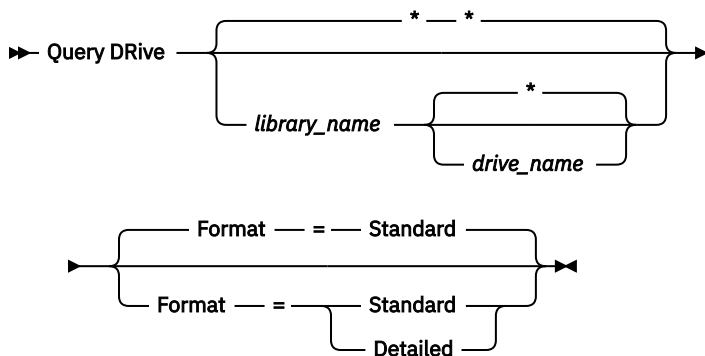 * — *
Query DRive
*
library_name
drive_name
Format = Standard
Format = Standard
Detailed